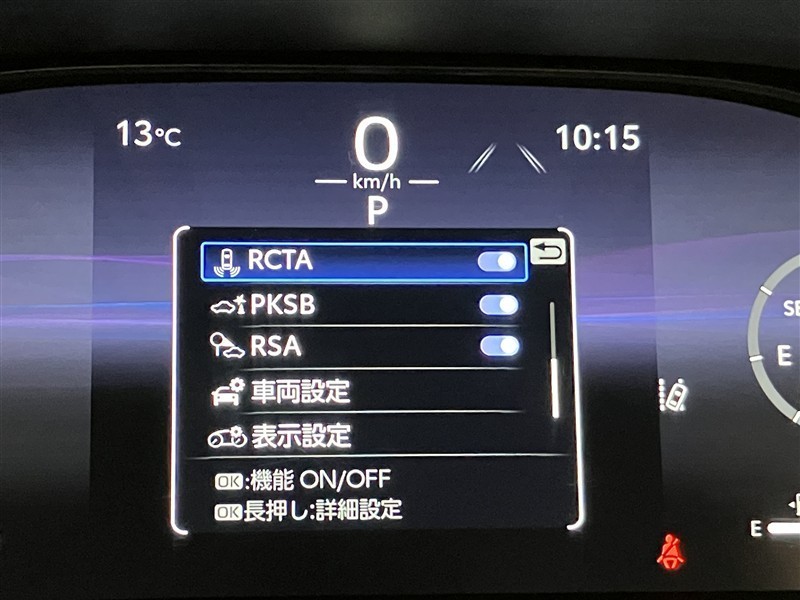 13℃
0
10:15
km/h
P
RCTA
PKSB
RSA
車両設定
表示設定
OK:機能 ON/OFF
OK長押し:詳細設定
E
E